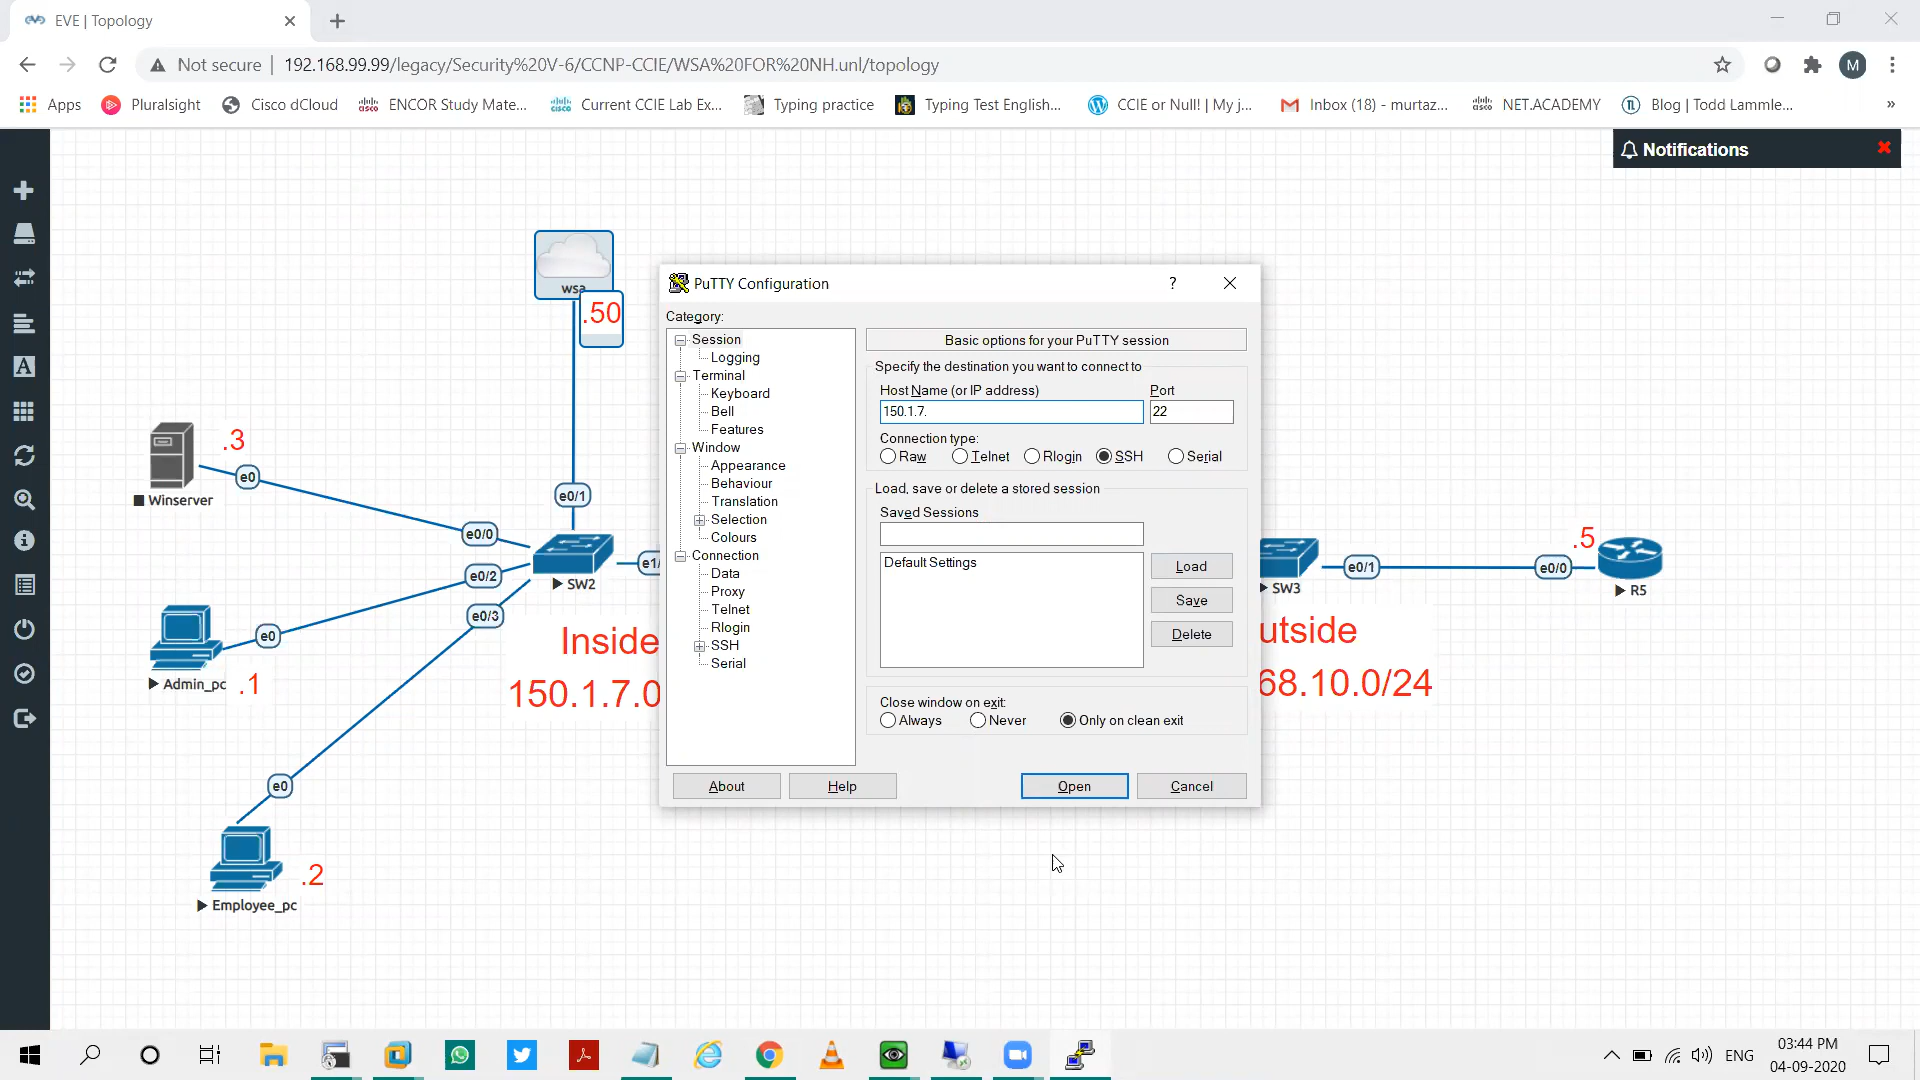 EVE | Topology
Not secure | 192.168.99.99/legacy/Security%20V-6/CCNP-CCIE/WSA%20FOR%20NH.unl/topology
M
Apps Pluralsight Cisco dCloud ENCOR Study Mate... Current CCIE Lab Ex... Typing practice Typing Test English... CCIE or Null! | My j... Inbox (18) - murtaz... NET.ACADEMY Blog | Todd Lammle... »
Notifications
wsa
.50
PuTTY Configuration
?
Category:
Session
Logging
Terminal
Keyboard
Bell
Features
Window
Appearance
Behaviour
Translation
Selection
Colours
Connection
Data
Proxy
Telnet
Rlogin
SSH
Serial
Basic options for your PuTTY session
Specify the destination you want to connect to
Host Name (or IP address) Port
150.1.7. 22
Connection type:
Raw Telnet Rlogin SSH Serial
Load, save or delete a stored session
Saved Sessions
Default Settings
Load
Save
Delete
Close window on exit:
Always Never Only on clean exit
About Help Open Cancel
.3
e0
Winserver
e0/1
e0/0
e0/2
e0/3
SW2
e1/
e0
Admin_pc .1
Inside
150.1.7.0
e0
.2
Employee_pc
SW3
e0/1
e0/0
.5
R5
utside
68.10.0/24
ENG
03:44 PM
04-09-2020